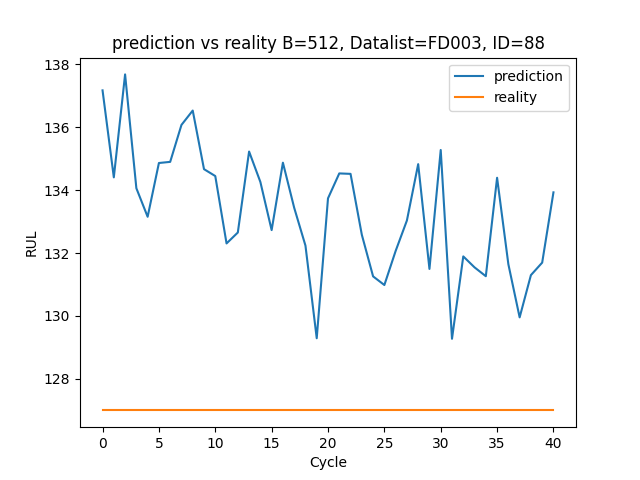 prediction vs reality B=512, Datalist=FD003, ID=88
prediction
reality
138
136
134
132
130
128
RUL
0 5 10 15 20 25 30 35 40
Cycle